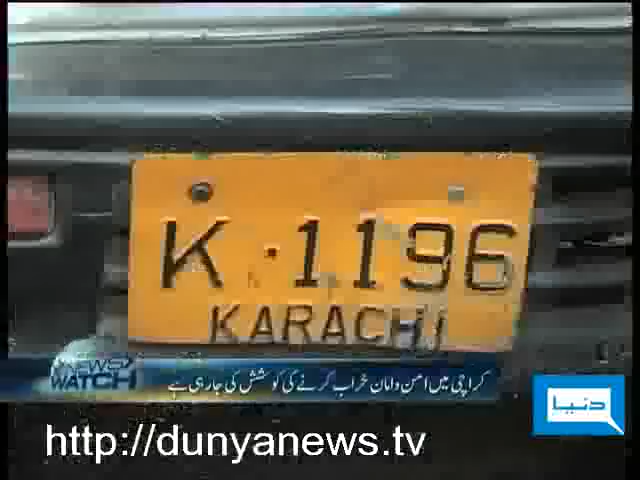 K·1196
KARACHI
NEWS
WATCH
کراچی میں امن و امان خراب کرنے کی کوشش کی جا رہی ہے
دنیا
http://dunyanews.tv